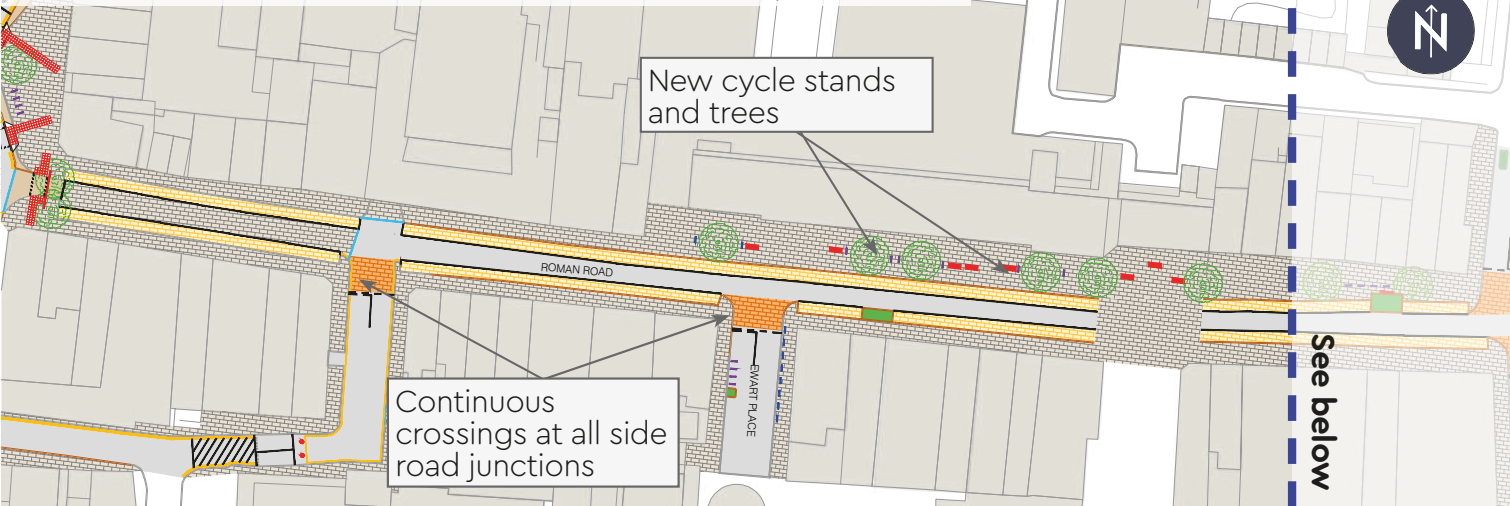 N
New cycle stands
and trees
ROMAN ROAD
EWART PLACE
Continuous
crossings at all side
road junctions
See below